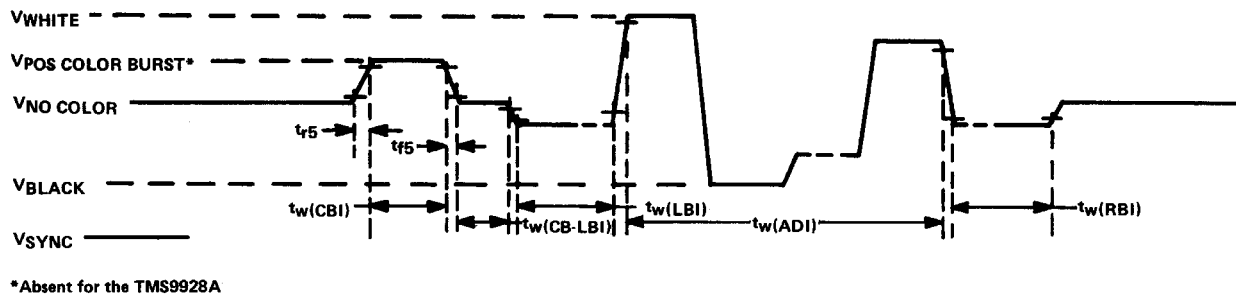 VWHITE
VPOS COLOR BURST*
VNO COLOR
tr5
tf5
VBLACK
tw(CBI)
tw(CB-LBI)
tw(LBI)
tw(ADI)
tw(RBI)
VSYNC
*Absent for the TMS9928A